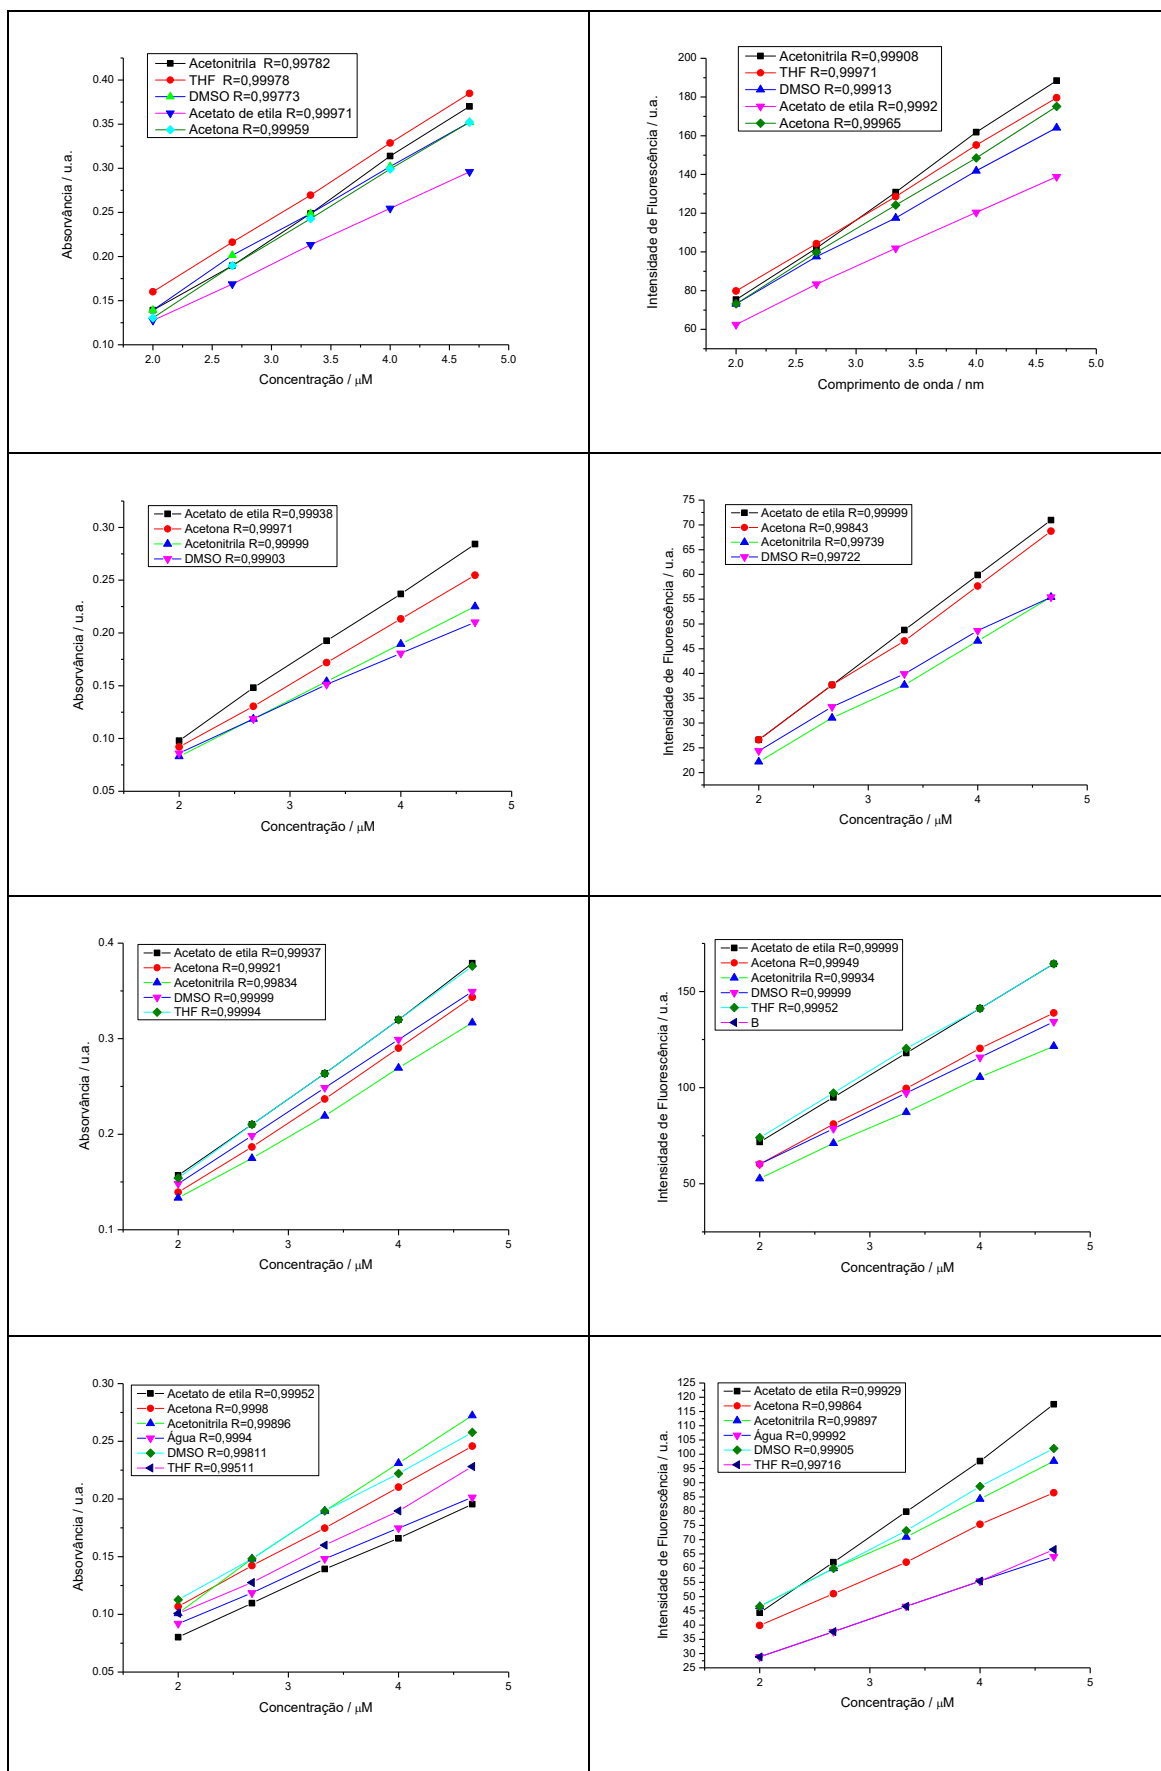 Acetonitrila R=0,99782
THF R=0,99978
DMSO R=0,99773
Acetato de etila R=0,99971
Acetona R=0,99959
0.40
0.35
0.30
0.25
0.20
0.15
0.10
2.0 2.5 3.0 3.5 4.0 4.5 5.0
Absorvância / u.a.
Concentração / μM
Acetonitrila R=0,99908
THF R=0,99971
DMSO R=0,99913
Acetato de etila R=0,9992
Acetona R=0,99965
200
180
160
140
120
100
80
60
2.0 2.5 3.0 3.5 4.0 4.5 5.0
Intensidade de Fluorescência / u.a.
Comprimento de onda / nm
Acetato de etila R=0,99938
Acetona R=0,99971
Acetonitrila R=0,99999
DMSO R=0,99903
0.30
0.25
0.20
0.15
0.10
0.05
2 3 4 5
Absorvância / u.a.
Concentração / μM
Acetato de etila R=0,99999
Acetona R=0,99843
Acetonitrila R=0,99739
DMSO R=0,99722
75
70
65
60
55
50
45
40
35
30
25
20
2 3 4 5
Intensidade de Fluorescência / u.a.
Concentração / μM
Acetato de etila R=0,99937
Acetona R=0,99921
Acetonitrila R=0,99834
DMSO R=0,99999
THF R=0,99994
0.4
0.3
0.2
0.1
2 3 4 5
Absorvância / u.a.
Concentração / μM
Acetato de etila R=0,99999
Acetona R=0,99949
Acetonitrila R=0,99934
DMSO R=0,99999
THF R=0,99952
B
150
100
50
2 3 4 5
Intensidade de Fluorescência / u.a.
Concentração / μM
Acetato de etila R=0,99952
Acetona R=0,9998
Acetonitrila R=0,99896
Água R=0,9994
DMSO R=0,99811
THF R=0,99511
0.30
0.25
0.20
0.15
0.10
0.05
2 3 4 5
Absorvância / u.a.
Concentração / μM
Acetato de etila R=0,99929
Acetona R=0,99864
Acetonitrila R=0,99897
Água R=0,99992
DMSO R=0,99905
THF R=0,99716
125
120
115
110
105
100
95
90
85
80
75
70
65
60
55
50
45
40
35
30
25
2 3 4 5
Intensidade de Fluorescência / u.a.
Concentração / μM